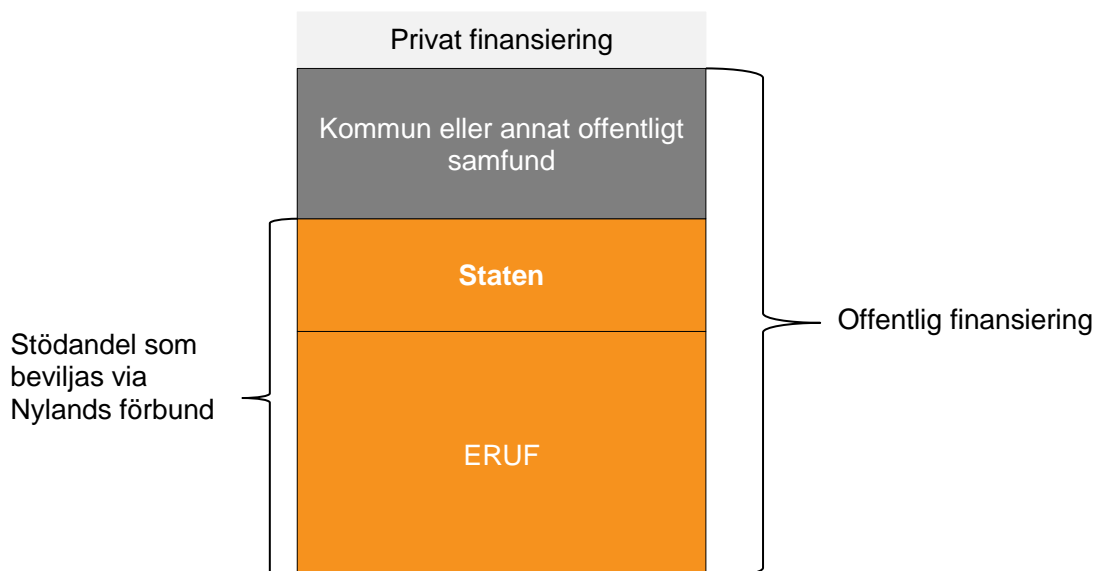 Privat finansiering
Kommun eller annat offentligt
samfund
Staten
Offentlig finansiering
Stödandel som
beviljas via
Nylands förbund
ERUF